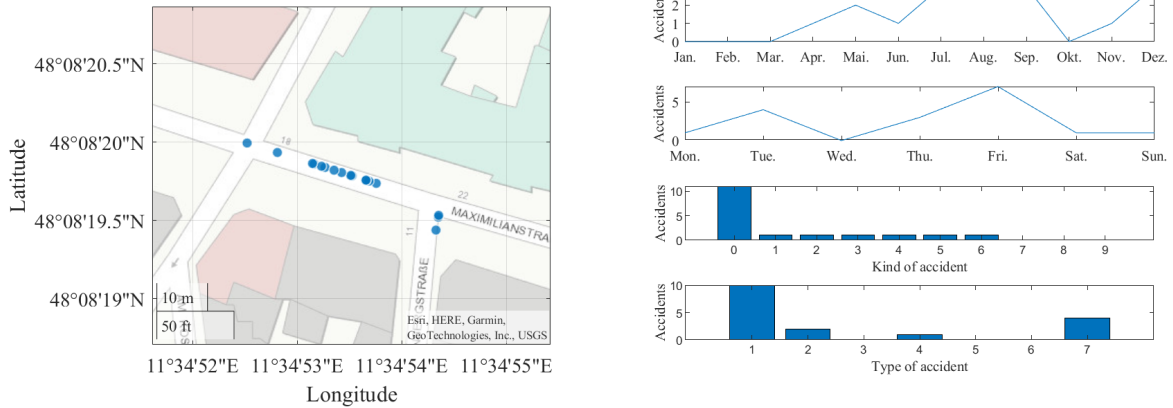 48°08'20.5"N
48°08'20"N
48°08'19.5"N
48°08'19"N
Latitude
18
22
MAXIMILIANSTRA
11
GSTRAßE
10 m
50 ft
Esri, HERE, Garmin,
GeoTechnologies, Inc., USGS
11°34'52"E 11°34'53"E 11°34'54"E 11°34'55"E
Longitude
Accidents
2
1
0
Jan. Feb. Mar. Apr. Mai. Jun. Jul. Aug. Sep. Okt. Nov. Dez.
Accidents
5
0
Mon. Tue. Wed. Thu. Fri. Sat. Sun.
Accidents
10
5
0
0 1 2 3 4 5 6 7 8 9
Kind of accident
Accidents
10
5
0
1 2 3 4 5 6 7
Type of accident